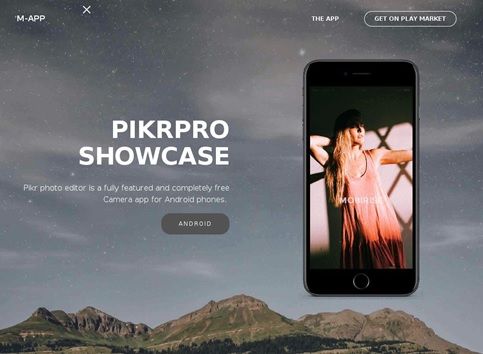 M-APP
THE APP
GET ON PLAY MARKET
PIKRPRO
SHOWCASE
Pikr photo editor is a fully featured and completely free
Camera app for Android phones.
ANDROID
MOBIRISE